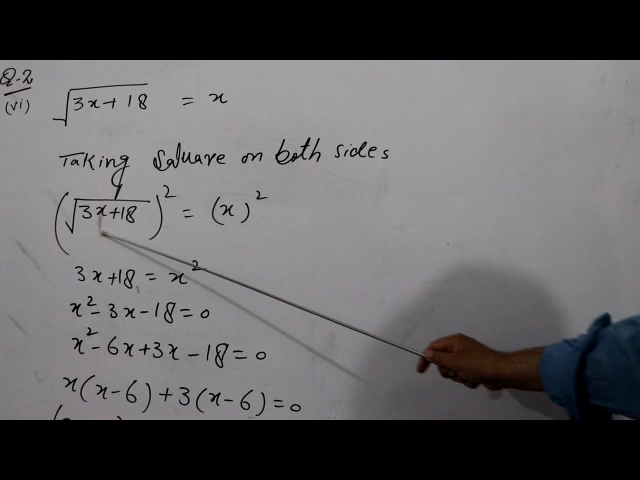 Q.2
(vi) √(3x+18) = x
Taking Square on both sides
(√(3x+18))² = (x)²
3x+18 = x²
x²-3x-18=0
x²-6x+3x-18=0
x(x-6)+3(x-6)=0